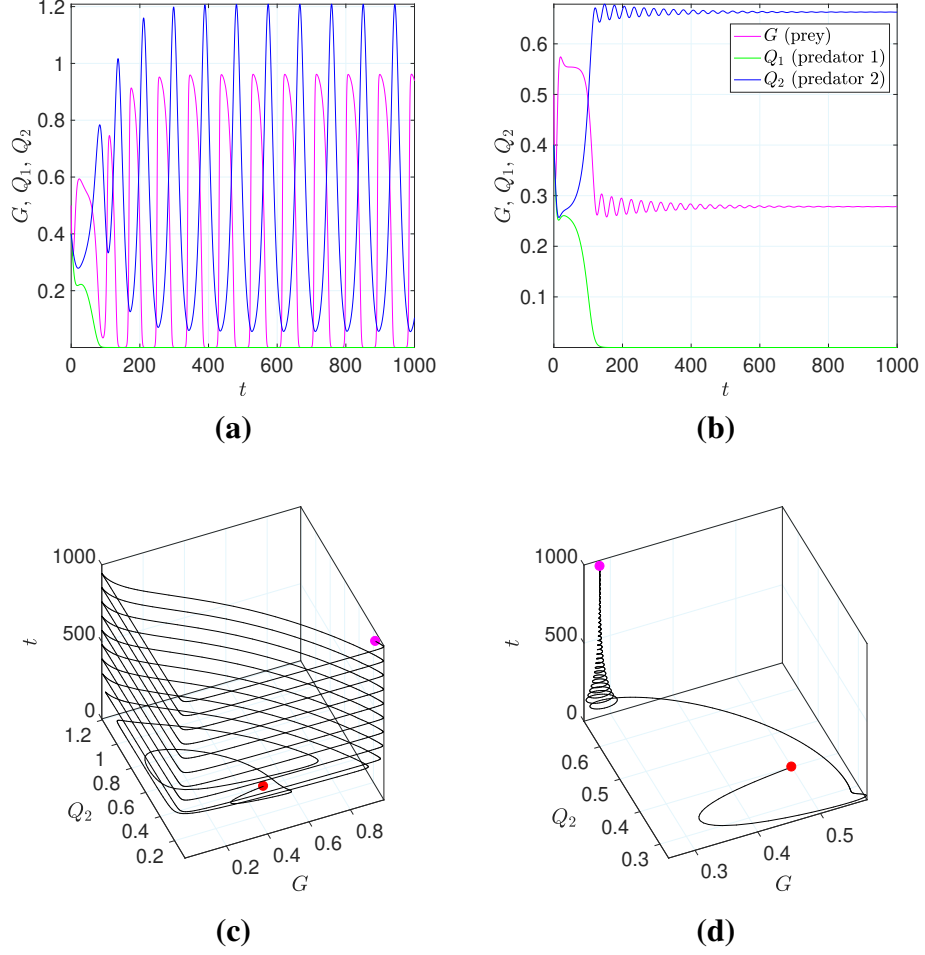 1.2
1
0.8
0.6
0.4
0.2
G, Q₁, Q₂
0 200 400 600 800 1000
t
(a)
0.6
0.5
0.4
0.3
0.2
0.1
G, Q₁, Q₂
G (prey)
Q₁ (predator 1)
Q₂ (predator 2)
0 200 400 600 800 1000
t
(b)
1000
500
0
t
1.2
1
0.8
0.6
0.4
0.2
Q₂
0.2 0.4 0.6 0.8
G
(c)
1000
500
0
t
0.6
0.5
0.4
0.3
Q₂
0.3 0.4 0.5
G
(d)